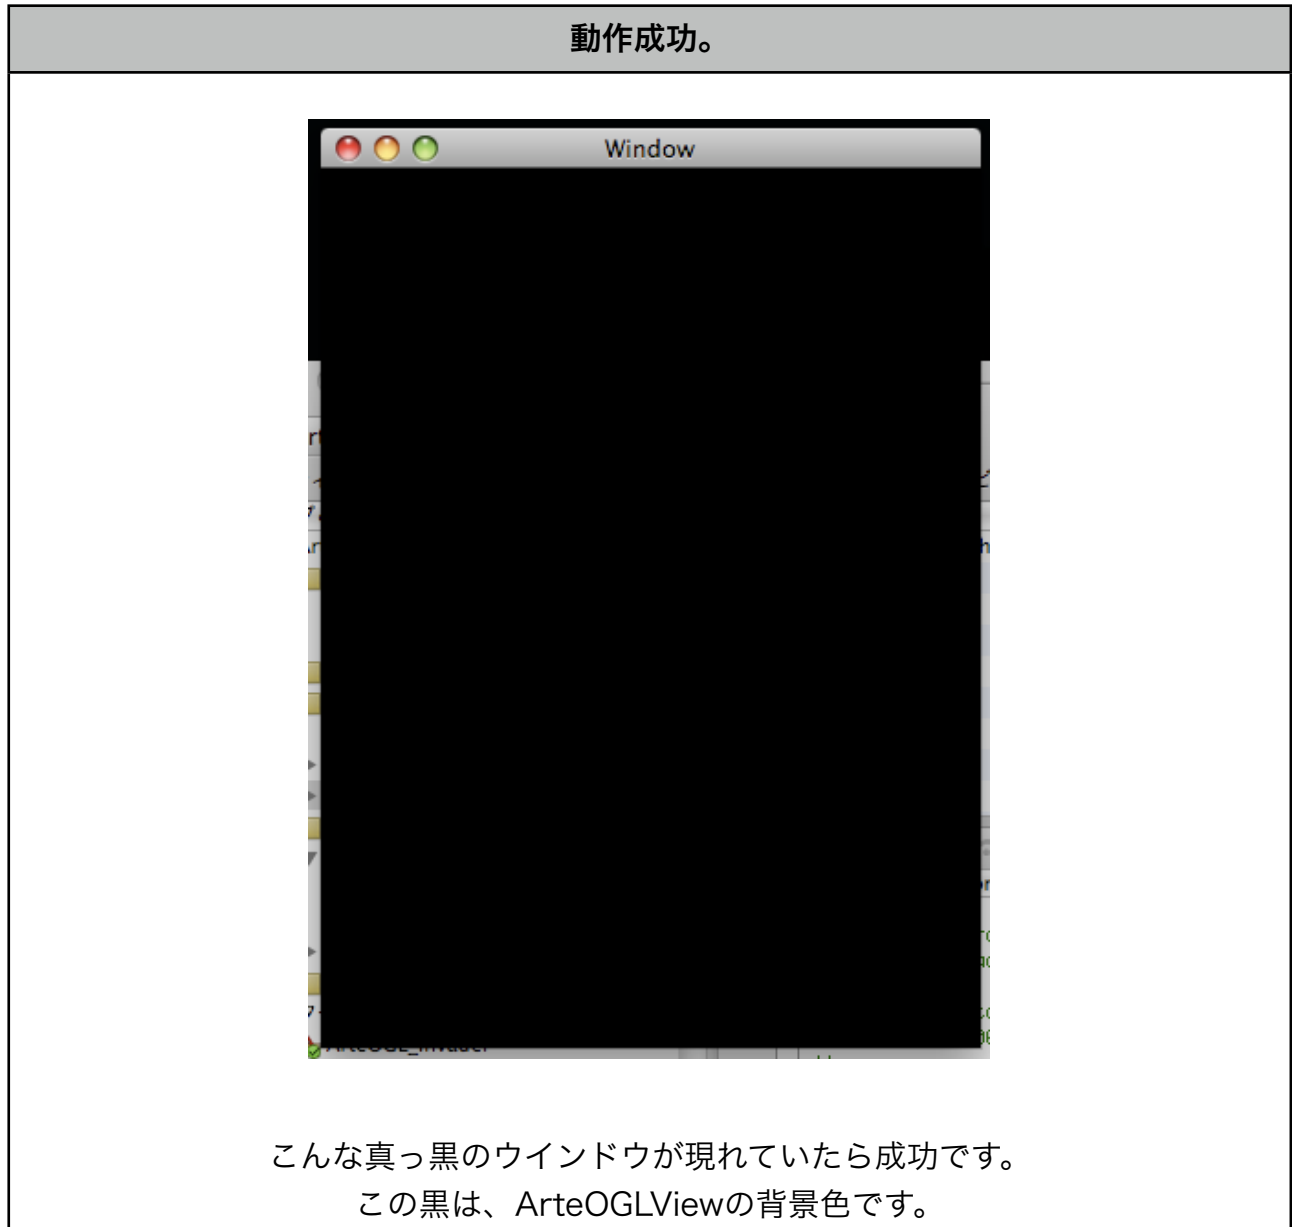 動作成功。
Window
こんな真っ黒のウインドウが現れていたら成功です。
この黒は、ArteOGLViewの背景色です。